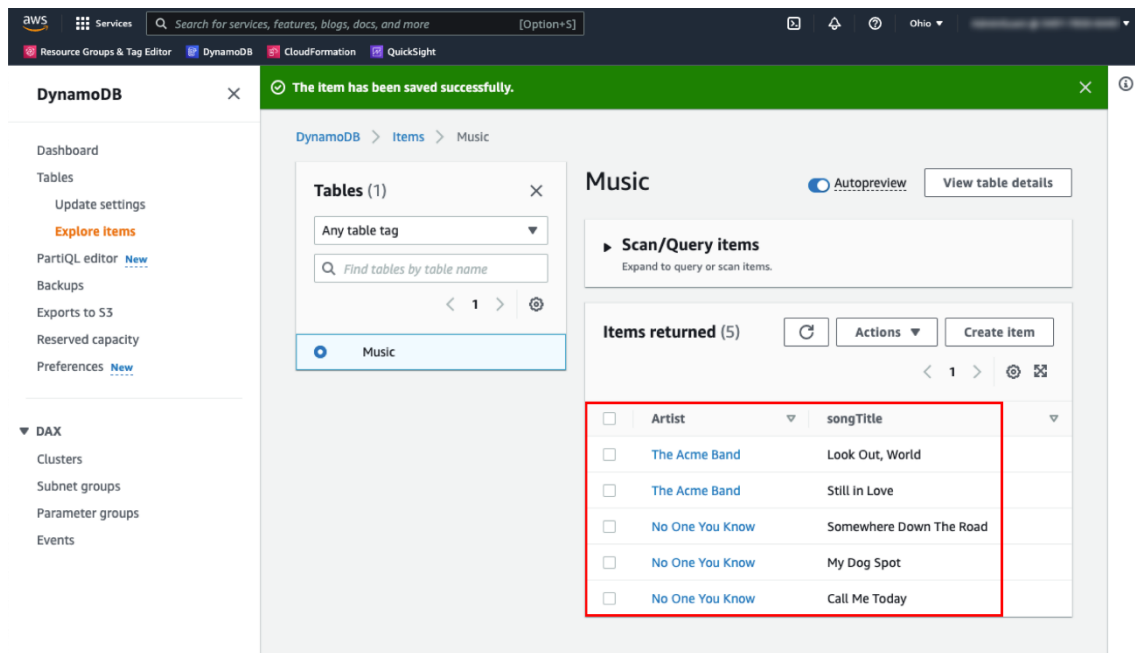 aws Services Search for services, features, blogs, docs, and more [Option+S] Ohio
Resource Groups & Tag Editor DynamoDB CloudFormation QuickSight
DynamoDB
Dashboard
Tables
Update settings
Explore items
PartiQL editor New
Backups
Exports to S3
Reserved capacity
Preferences New
DAX
Clusters
Subnet groups
Parameter groups
Events
The item has been saved successfully.
DynamoDB > Items > Music
Tables (1)
Any table tag
Find tables by table name
< 1 >
Music
Music Autopreview View table details
Scan/Query items
Expand to query or scan items.
Items returned (5) Actions Create item
< 1 >
Artist songTitle
The Acme Band Look Out, World
The Acme Band Still in Love
No One You Know Somewhere Down The Road
No One You Know My Dog Spot
No One You Know Call Me Today